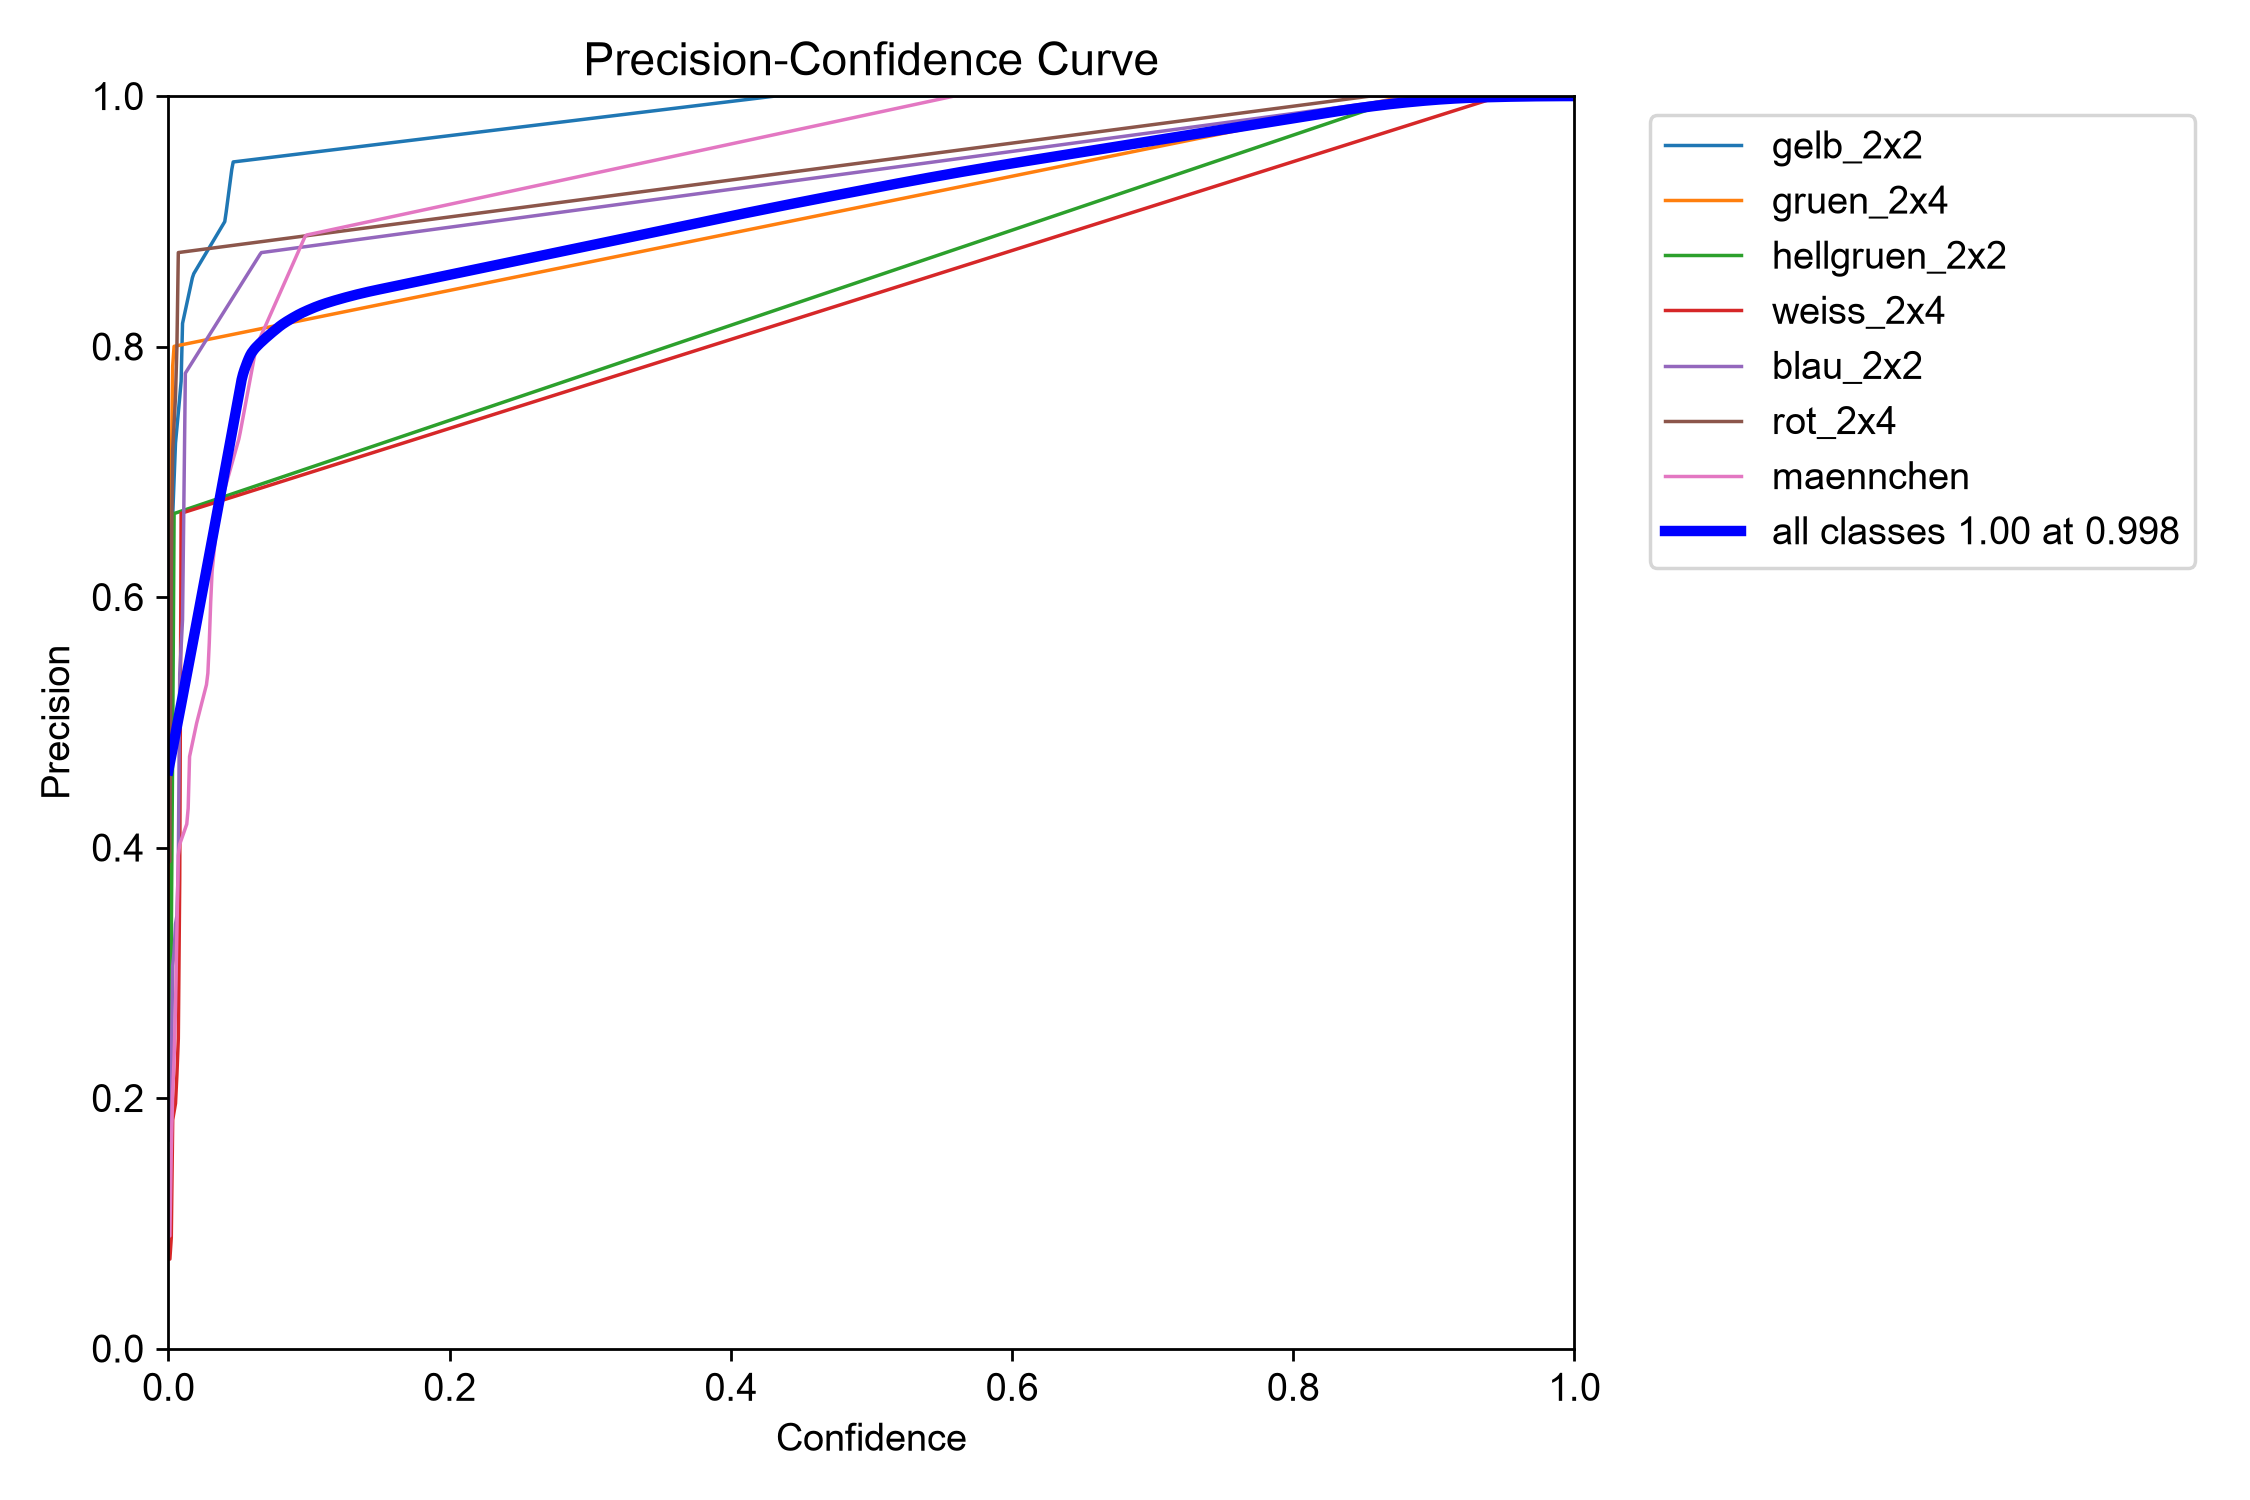 Precision-Confidence Curve
1.0
0.8
0.6
0.4
0.2
0.0
Precision
0.0 0.2 0.4 0.6 0.8 1.0
Confidence
gelb_2x2
gruen_2x4
hellgruen_2x2
weiss_2x4
blau_2x2
rot_2x4
maennchen
all classes 1.00 at 0.998